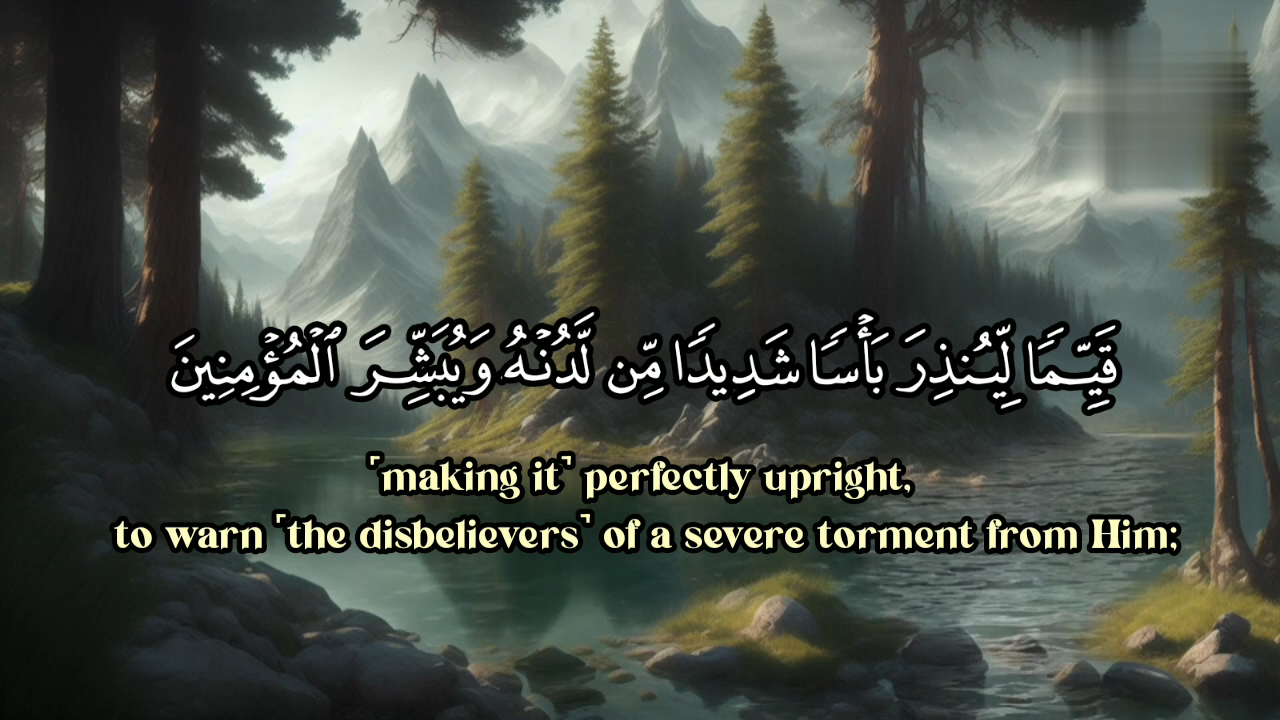 قَيِّمًا لِّيُنذِرَ بَأْسًا شَدِيدًا مِّن لَّدُنْهُ وَيُبَشِّرَ ٱلْمُؤْمِنِينَ
⸢making it⸣ perfectly upright,
to warn ⸢the disbelievers⸣ of a severe torment from Him;